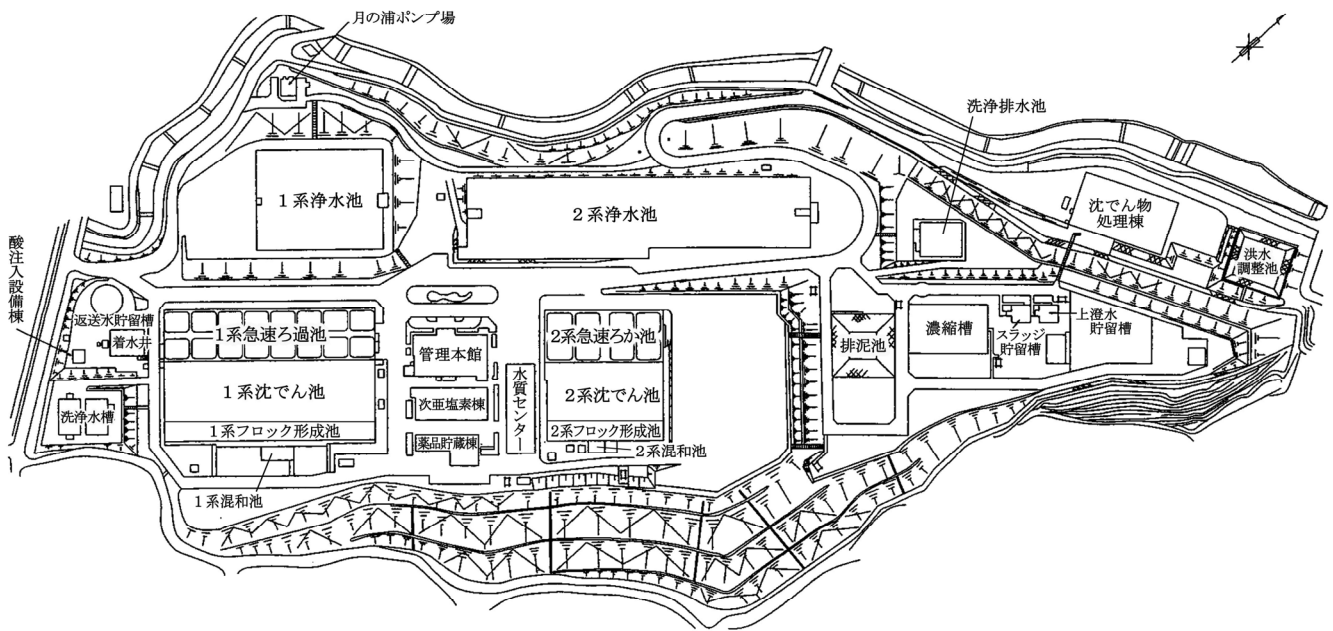 月の浦ポンプ場
洗浄排水池
1系浄水池
2系浄水池
沈でん物
処理棟
洪水
調整池
酸注入設備棟
返送水貯留槽
着水井
1系急速ろ過池
管理本館
2系急速ろか池
排泥池
濃縮槽
スラッジ
貯留槽
上澄水
貯留槽
1系沈でん池
次亜塩素棟
水質センター
2系沈でん池
洗浄水槽
1系フロック形成池
薬品貯蔵棟
2系フロック形成池
2系混和池
1系混和池